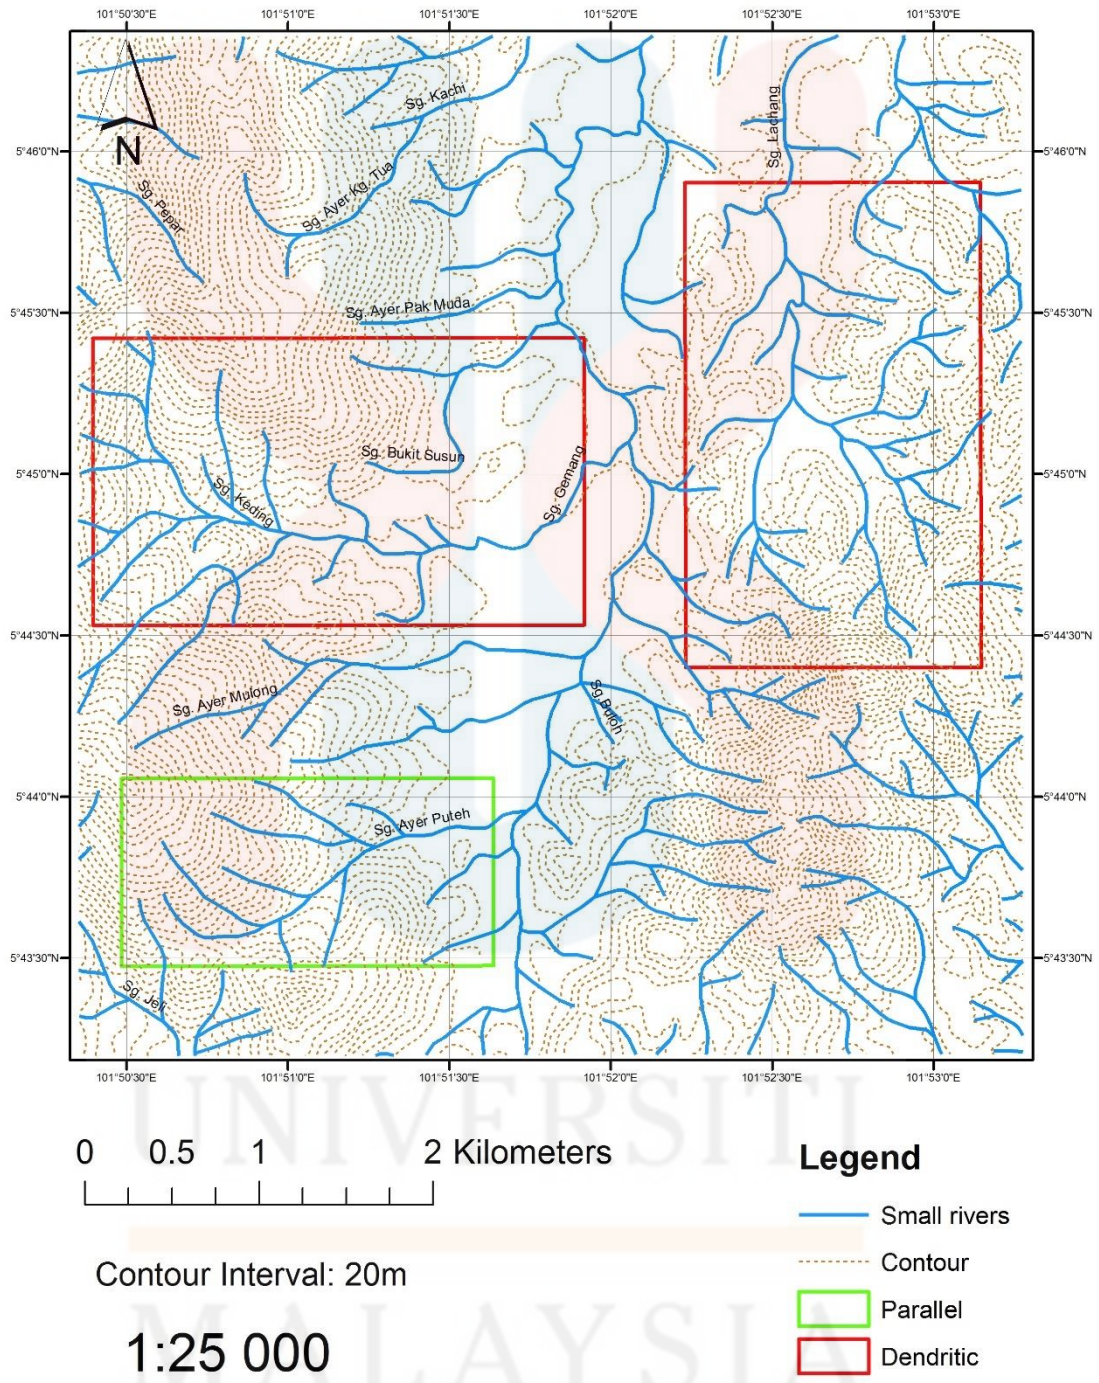 101°50'30"E 101°51'0"E 101°51'30"E 101°52'0"E 101°52'30"E 101°53'0"E
N
Sg. Kachi
Sg. Lachang
5°46'0"N 5°46'0"N
Sg. Ayer Kg. Tua
Sg. Pepar
Sg. Ayer Pak Muda
5°45'30"N 5°45'30"N
Sg. Bukit Susun
5°45'0"N 5°45'0"N
Sg. Gemang
Sg. Keding
5°44'30"N 5°44'30"N
Sg. Ayer Mulong
Sg.Buloh
5°44'0"N 5°44'0"N
Sg. Ayer Puteh
5°43'30"N 5°43'30"N
Sg. Jeli
101°50'30"E 101°51'0"E 101°51'30"E 101°52'0"E 101°52'30"E 101°53'0"E
UNIVERSITI
0 0.5 1 2 Kilometers
Legend
Small rivers
Contour
Contour Interval: 20m
Parallel
MALAYSIA
1:25 000
Dendritic